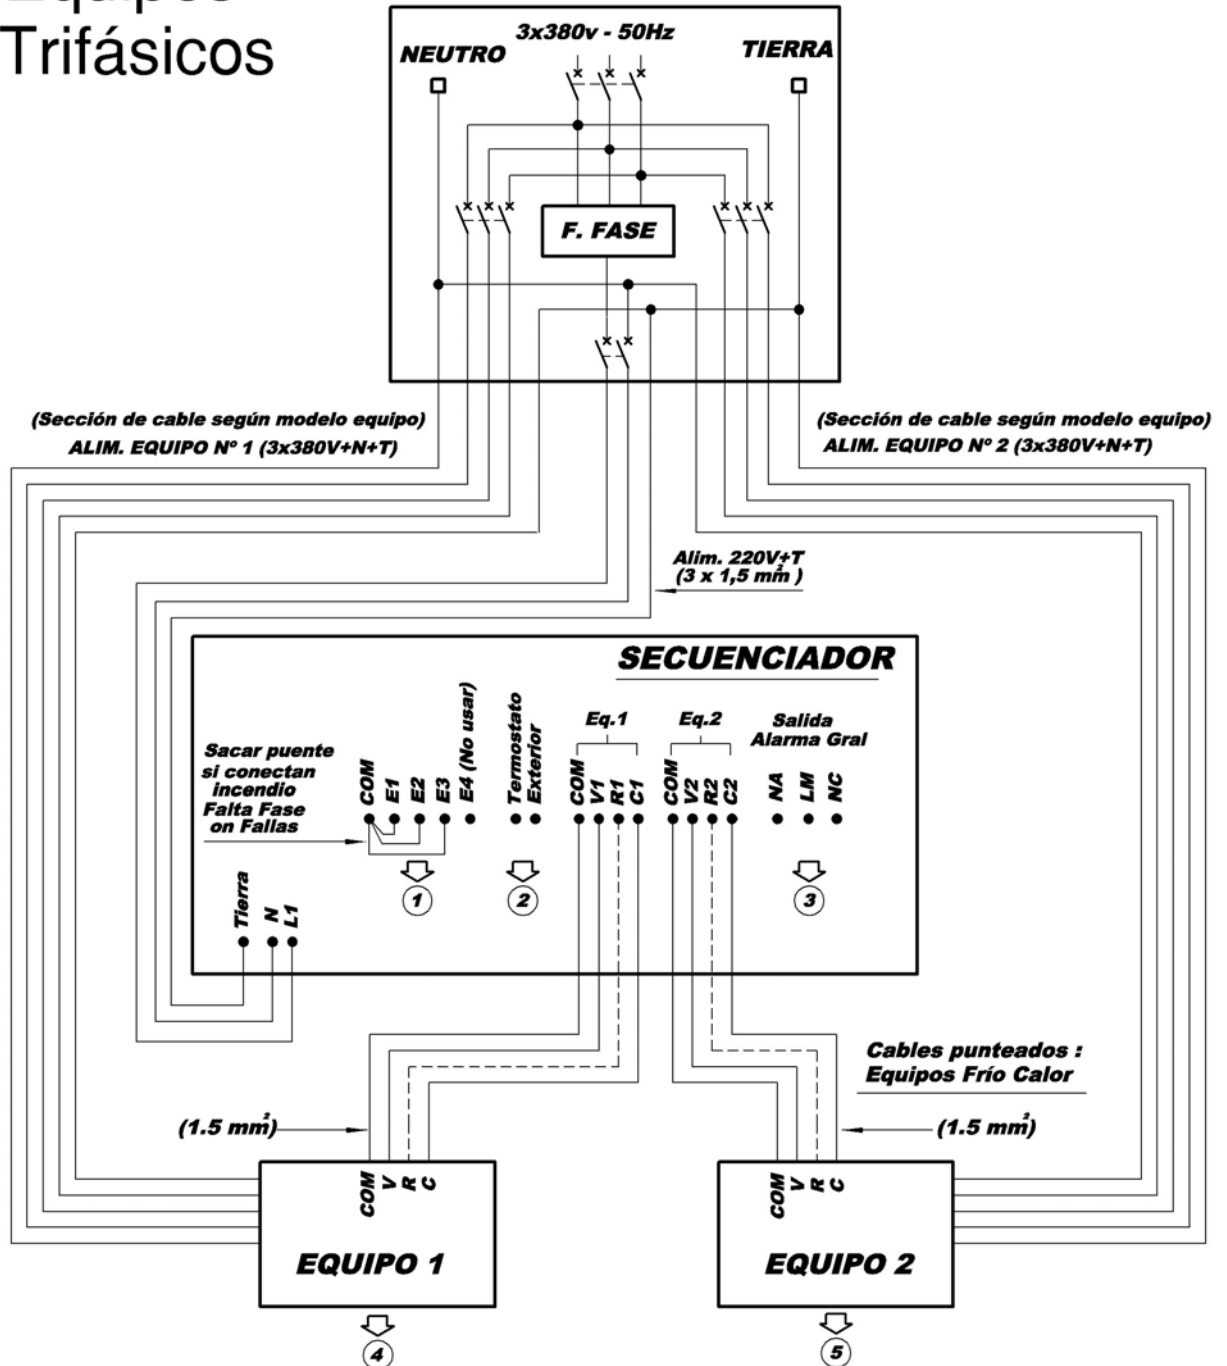 Equipos
Trifásicos
3x380v - 50Hz
NEUTRO
TIERRA
F. FASE
(Sección de cable según modelo equipo)
ALIM. EQUIPO Nº 1 (3x380V+N+T)
(Sección de cable según modelo equipo)
ALIM. EQUIPO Nº 2 (3x380V+N+T)
Alim. 220V+T
(3 x 1,5 mm²)
SECUENCIADOR
Sacar puente
si conectan
incendio
Falta Fase
on Fallas
COM
E1
E2
E3
E4 (No usar)
Termostato
Exterior
Eq.1
COM
V1
R1
C1
Eq.2
COM
V2
R2
C2
Salida
Alarma Gral
NA
LM
NC
1
2
3
Tierra
N
L1
Cables punteados :
Equipos Frío Calor
(1.5 mm²)
(1.5 mm²)
COM
V
R
C
EQUIPO 1
COM
V
R
C
EQUIPO 2
4
5